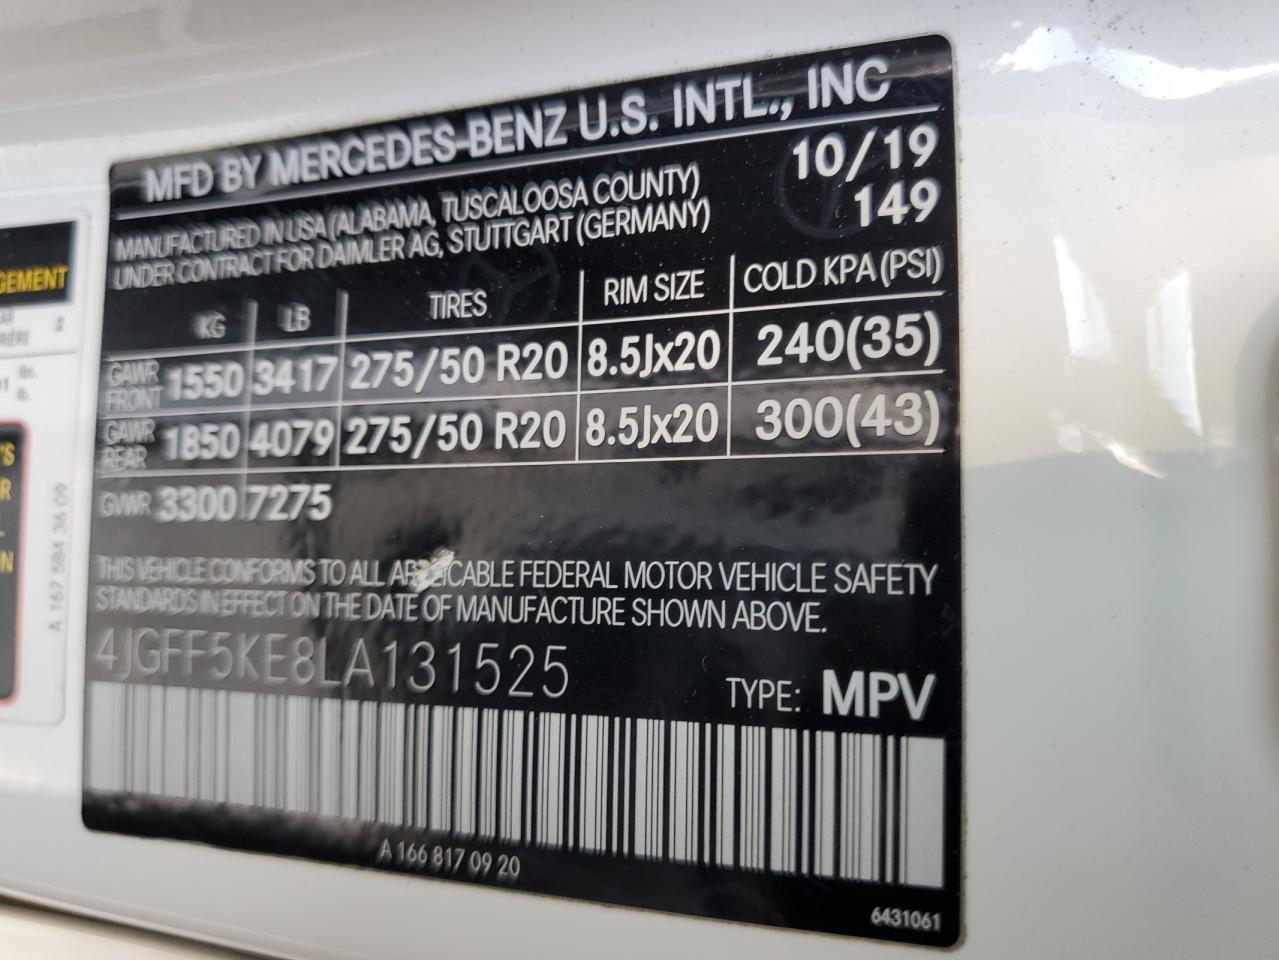 MFD BY MERCEDES-BENZ U.S. INTL., INC
10/19
149
MANUFACTURED IN USA (ALABAMA, TUSCALOOSA COUNTY)
UNDER CONTRACT FOR DAIMLER AG, STUTTGART (GERMANY)
KG LB TIRES RIM SIZE COLD KPA (PSI)
GAWR FRONT 1550 3417 275/50 R20 8.5Jx20 240(35)
GAWR REAR 1850 4079 275/50 R20 8.5Jx20 300(43)
GVWR 3300 7275
THIS VEHICLE CONFORMS TO ALL APPLICABLE FEDERAL MOTOR VEHICLE SAFETY
STANDARDS IN EFFECT ON THE DATE OF MANUFACTURE SHOWN ABOVE.
4JGFF5KE8LA131525
TYPE: MPV
A 166 817 09 20
6431061
A 167 584 36 09
GEMENT
2
lbs.
lb.